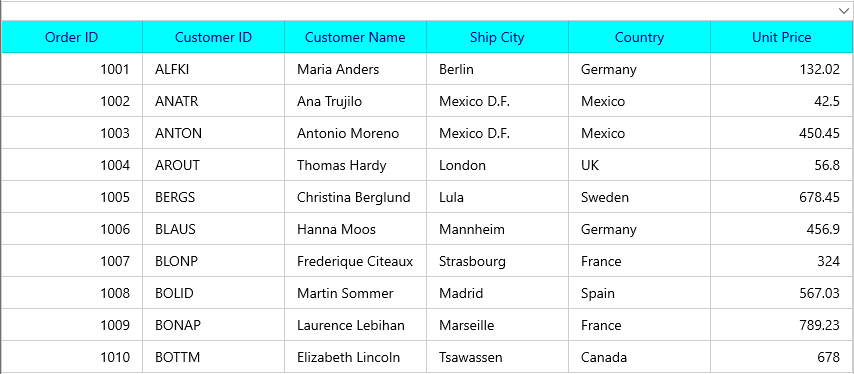 Order ID Customer ID Customer Name Ship City Country Unit Price
1001 ALFKI Maria Anders Berlin Germany 132.02
1002 ANATR Ana Trujilo Mexico D.F. Mexico 42.5
1003 ANTON Antonio Moreno Mexico D.F. Mexico 450.45
1004 AROUT Thomas Hardy London UK 56.8
1005 BERGS Christina Berglund Lula Sweden 678.45
1006 BLAUS Hanna Moos Mannheim Germany 456.9
1007 BLONP Frederique Citeaux Strasbourg France 324
1008 BOLID Martin Sommer Madrid Spain 567.03
1009 BONAP Laurence Lebihan Marseille France 789.23
1010 BOTTM Elizabeth Lincoln Tsawassen Canada 678